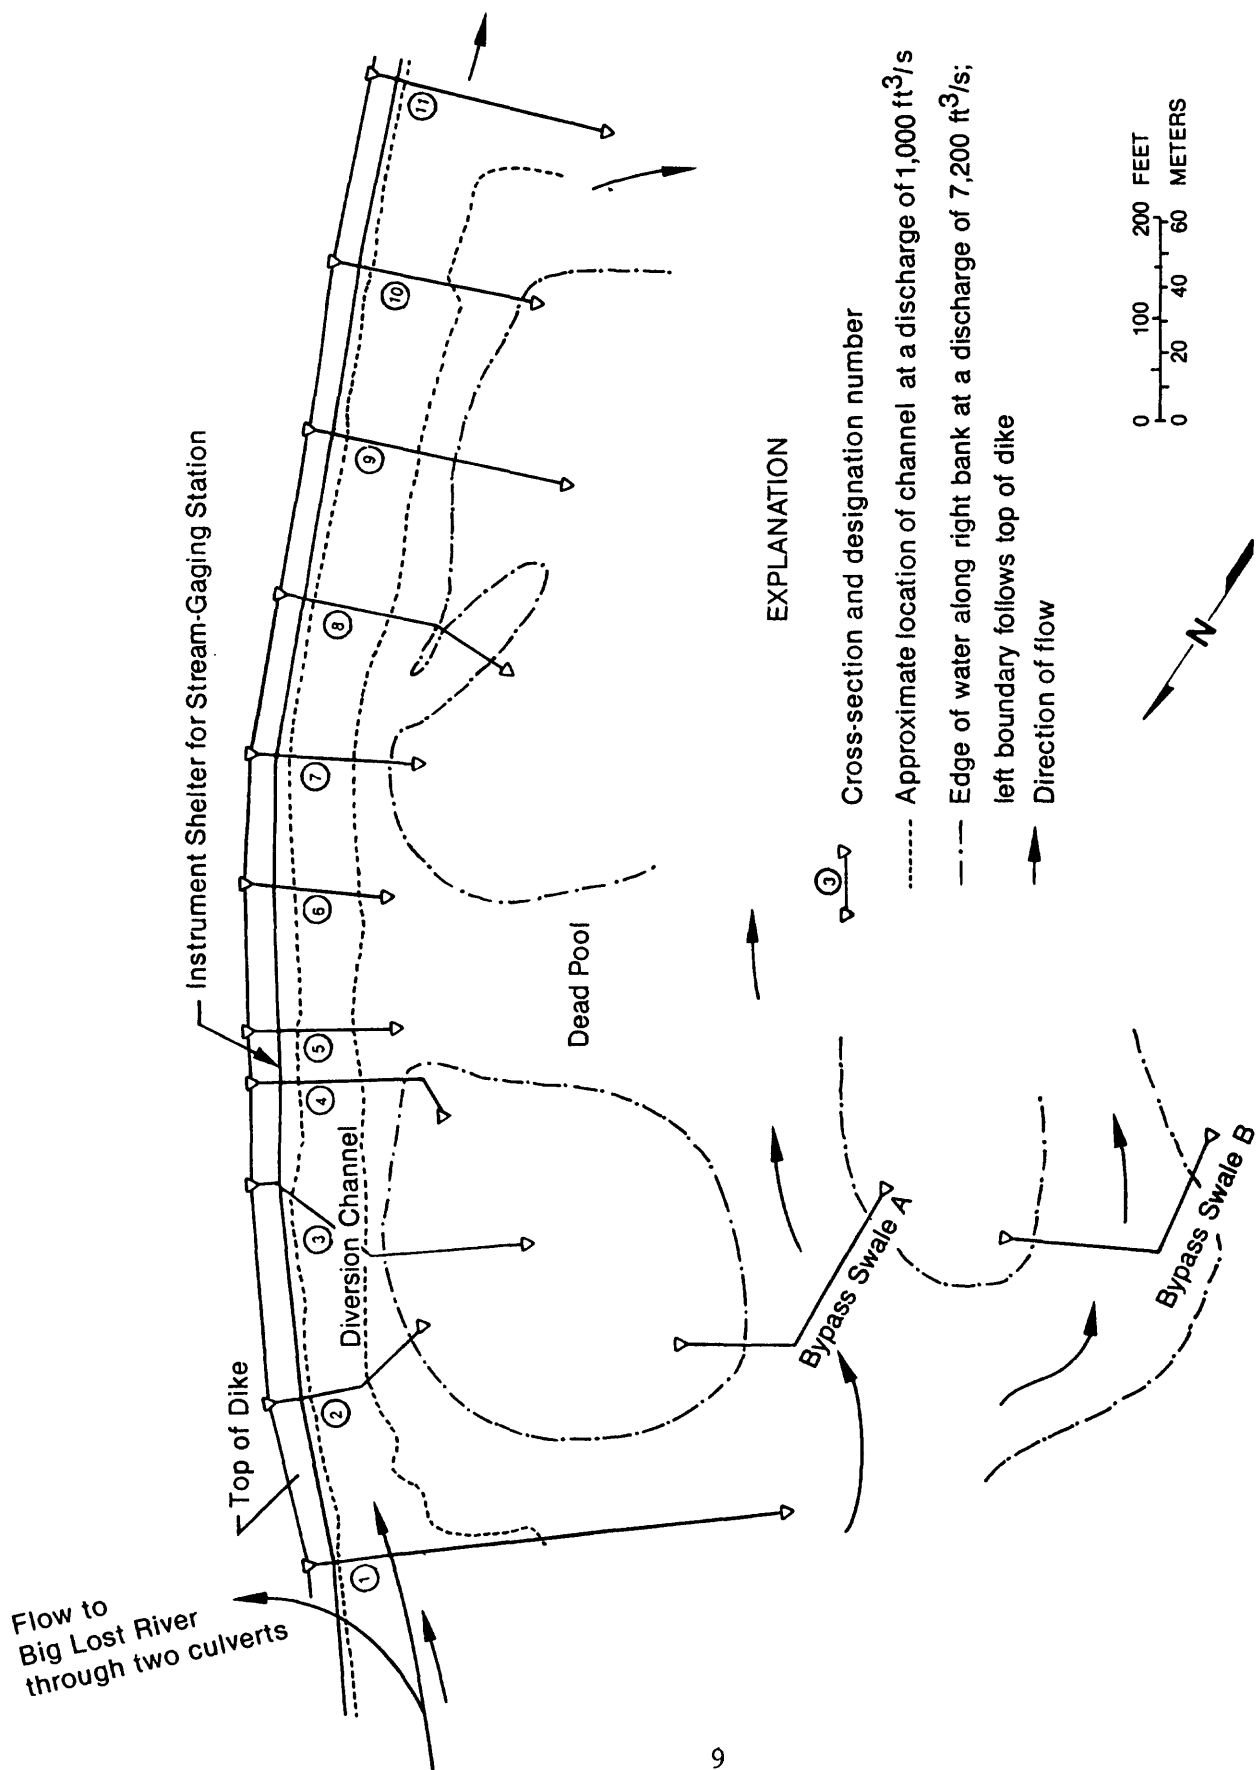 Flow to
Big Lost River
through two culverts
Top of Dike
Instrument Shelter for Stream-Gaging Station
Diversion Channel
1
2
3
4
5
6
7
8
9
10
11
Dead Pool
Bypass Swale A
Bypass Swale B
EXPLANATION
3 Cross-section and designation number
Approximate location of channel at a discharge of 1,000 ft³/s
Edge of water along right bank at a discharge of 7,200 ft³/s;
left boundary follows top of dike
Direction of flow
0 100 200 FEET
0 20 40 60 METERS
N
9